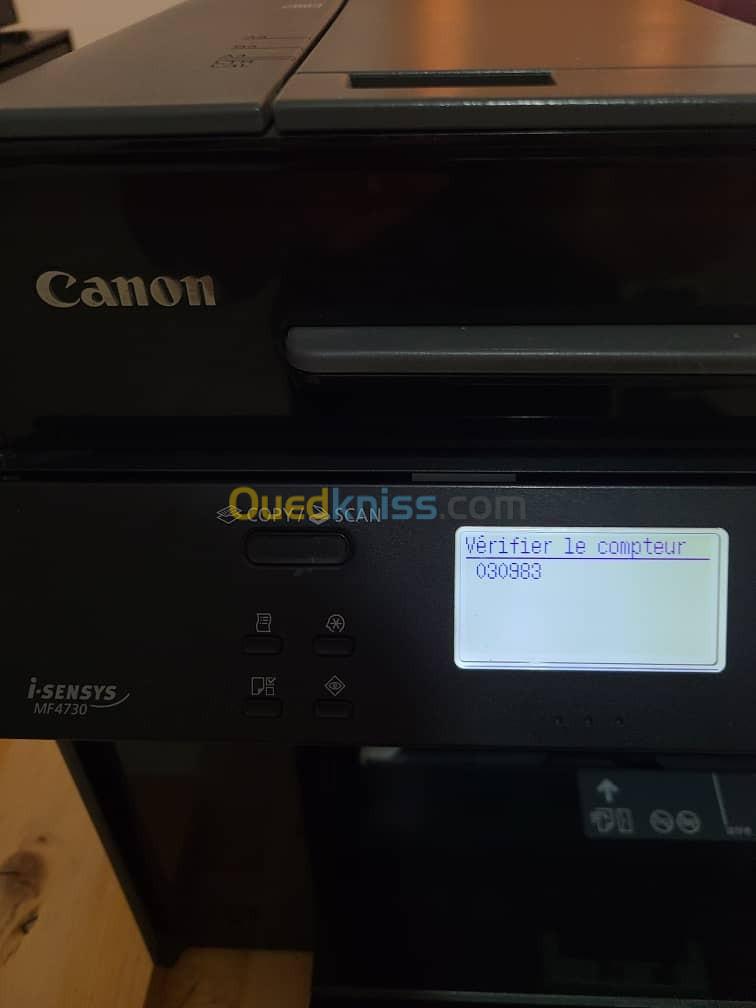 Canon
Ouedkniss.com
COPY / SCAN
Vérifier le compteur
030983
i-SENSYS
MF4730